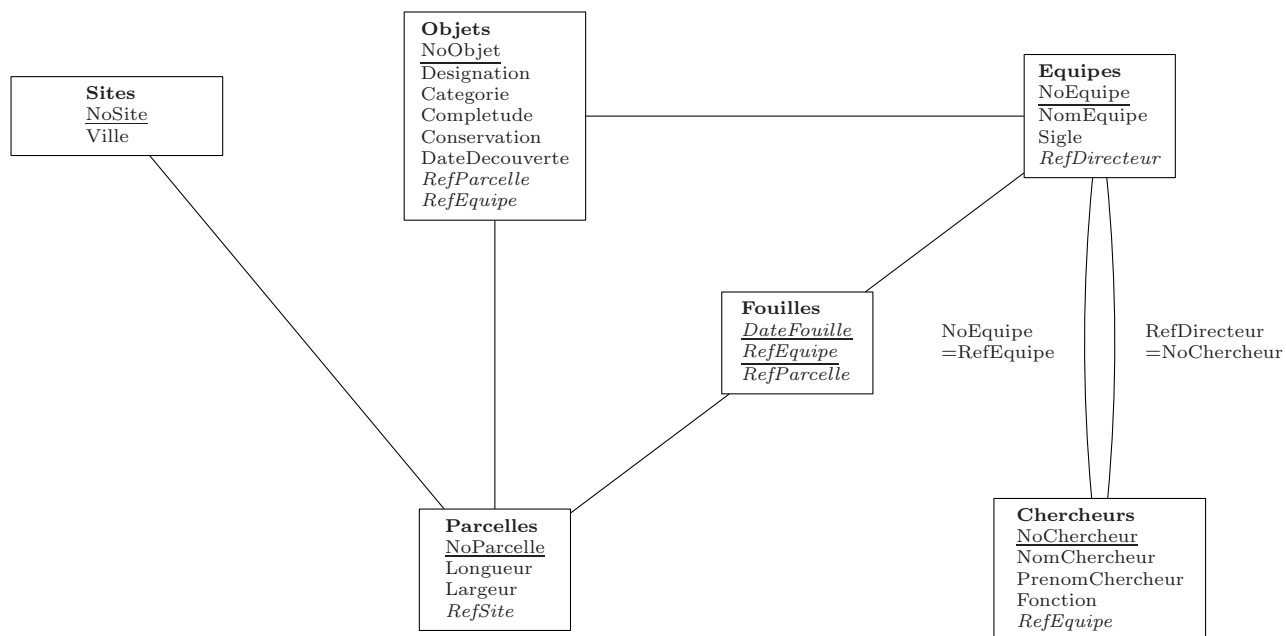 Sites
NoSite
Ville
Objets
NoObjet
Designation
Categorie
Completude
Conservation
DateDecouverte
RefParcelle
RefEquipe
Equipes
NoEquipe
NomEquipe
Sigle
RefDirecteur
Fouilles
DateFouille
RefEquipe
RefParcelle
NoEquipe
=RefEquipe
RefDirecteur
=NoChercheur
Parcelles
NoParcelle
Longueur
Largeur
RefSite
Chercheurs
NoChercheur
NomChercheur
PrenomChercheur
Fonction
RefEquipe